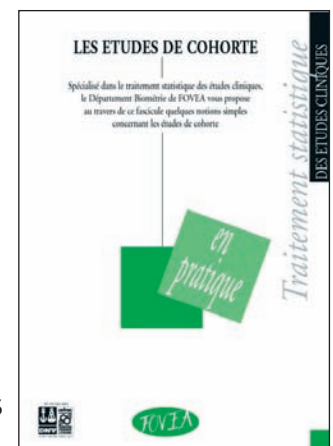 LES ETUDES DE COHORTE
Spécialisé dans le traitement statistique des études cliniques,
le Département Biométrie de FOVEA vous propose
au travers de ce fascicule quelques notions simples
concernant les études de cohorte
Traitement statistique
DES ETUDES CLINIQUES
en
pratique
DNV
FOVEA
s